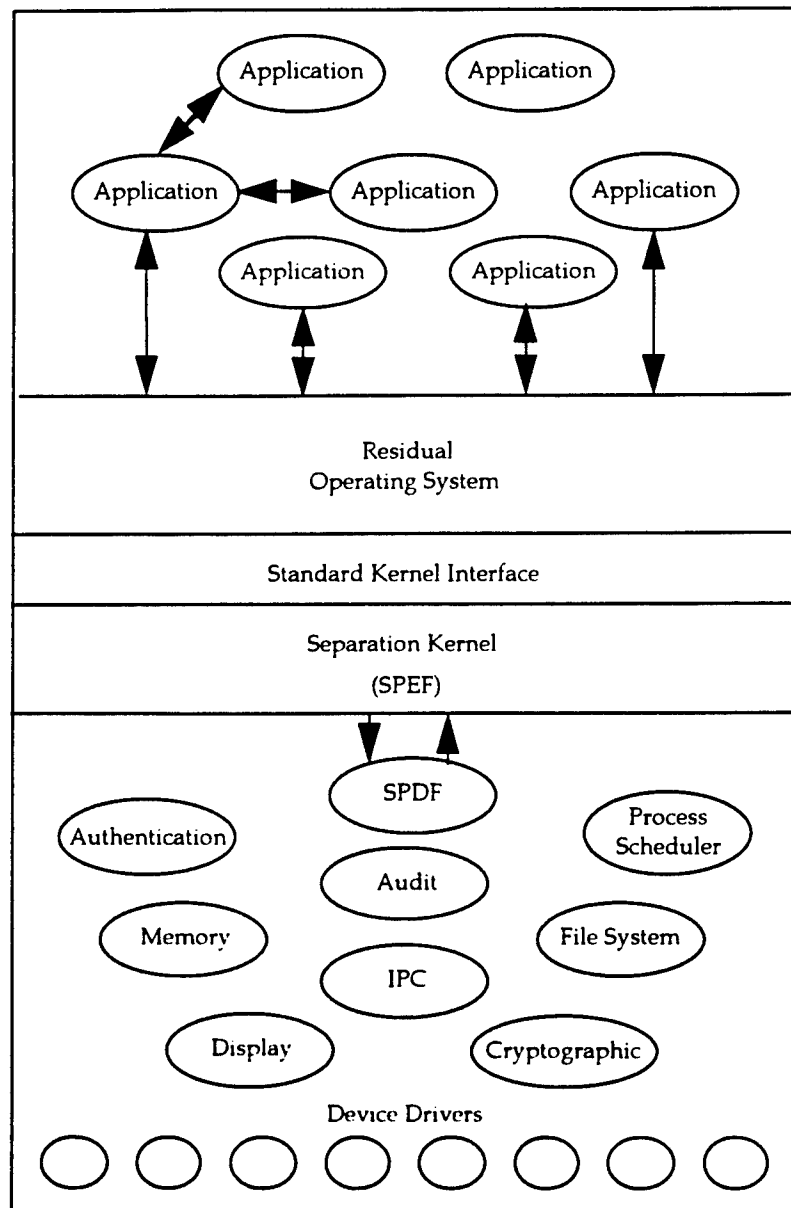 Application
Application
Application
Application
Application
Application
Application
Residual
Operating System
Standard Kernel Interface
Separation Kernel
(SPEF)
SPDF
Authentication
Process
Scheduler
Audit
Memory
File System
IPC
Display
Cryptographic
Device Drivers